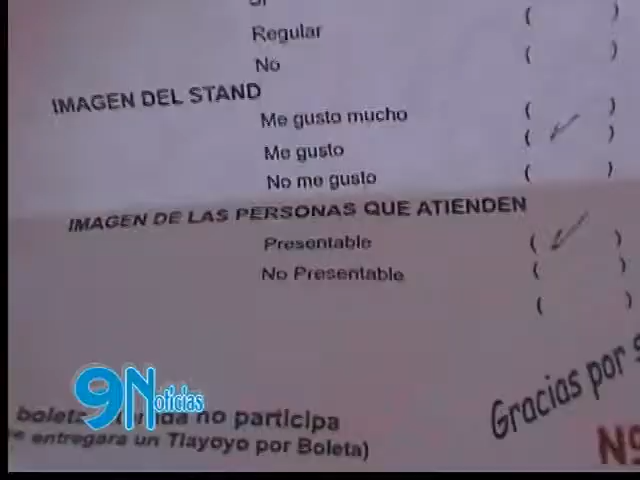 Si
Regular ( )
No ( )
IMAGEN DEL STAND
Me gusto mucho ( )
Me gusto ( ✓ )
No me gusto ( )
IMAGEN DE LAS PERSONAS QUE ATIENDEN
Presentable ( ✓ )
No Presentable ( )
( )
Gracias por
9Noticias
boleta no participa
entregara un Tlayoyo por Boleta)